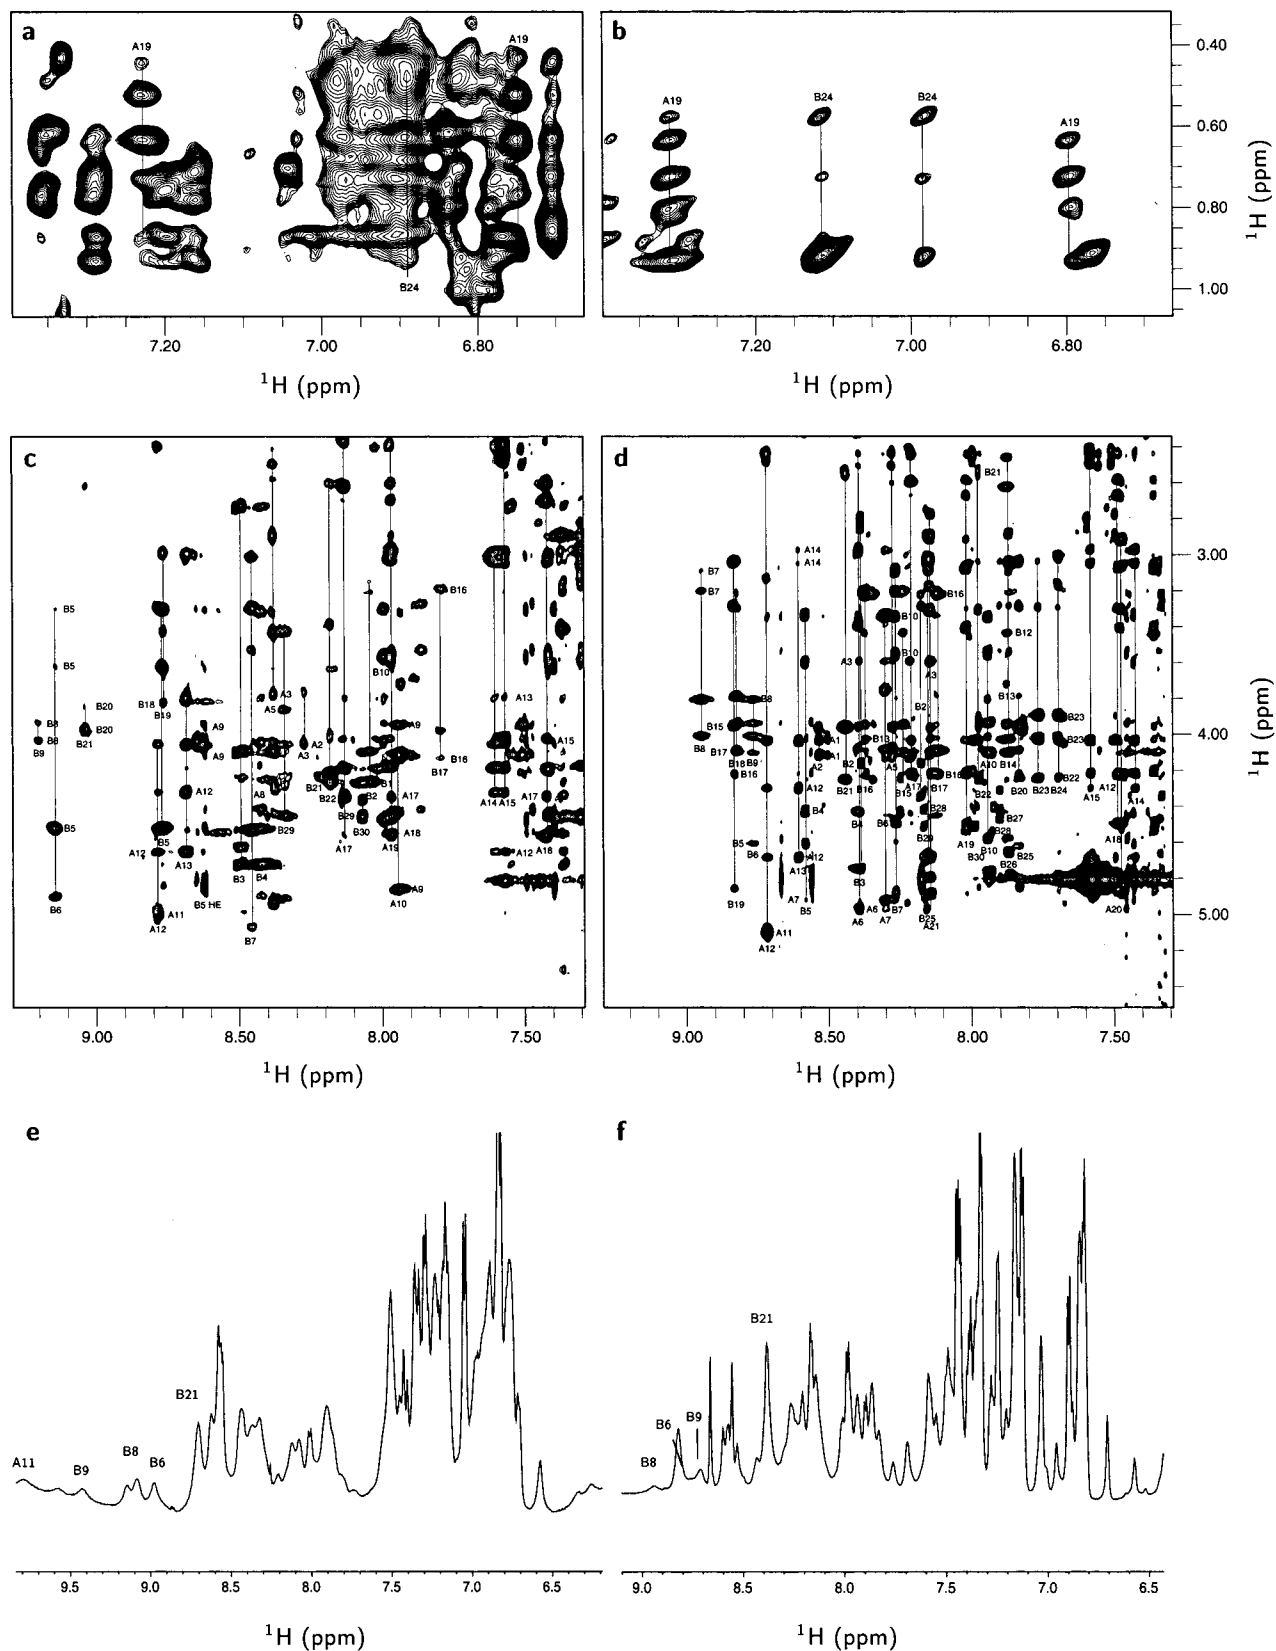 a
A19
A19
B24
7.20 7.00 6.80
¹H (ppm)
b
A19
B24
B24
A19
0.40
0.60
0.80
1.00
¹H (ppm)
7.20 7.00 6.80
¹H (ppm)
c
B5
B5
B8
B8
B9
B20
B20
B21
B18
B19
A9
A9
A3
A5
A2
A3
B10
B16
B16
B17
A9
A13
A15
A12
A8
B21
B22
B29
B2
B30
B1
A17
A17
A18
A19
A14 A15
A17
A12
A18
B5
B6
B5
A12
A13
B3 B4
B29
B5 HE
A11
A12
B7
A9
A10
9.00 8.50 8.00 7.50
¹H (ppm)
d
B7
B7
A14
A14
B21
B10
B10
B16
B12
A3
A3
B13
B8
B8
B15
B17
B18
B9
B16
A1
A1
A2
B2
B2
B13
B21
B16
A5
B15
A17
B17
B16
B28
B29
A10 B14
B22
B20
B23
B23
B23
B22
B24
A15
A12
A14
A12
B4
B4
B6
B27
B28
A19
B10
B30
B25
B26
A18
B5
B6
A12
A13
B3
B19
A7
B5
A6
A6
A7
B7
B25
A21
A20
A11
A12
3.00
4.00
5.00
¹H (ppm)
9.00 8.50 8.00 7.50
¹H (ppm)
e
A11
B9
B8
B6
B21
9.5 9.0 8.5 8.0 7.5 7.0 6.5
¹H (ppm)
f
B8
B6
B9
B21
9.0 8.5 8.0 7.5 7.0 6.5
¹H (ppm)